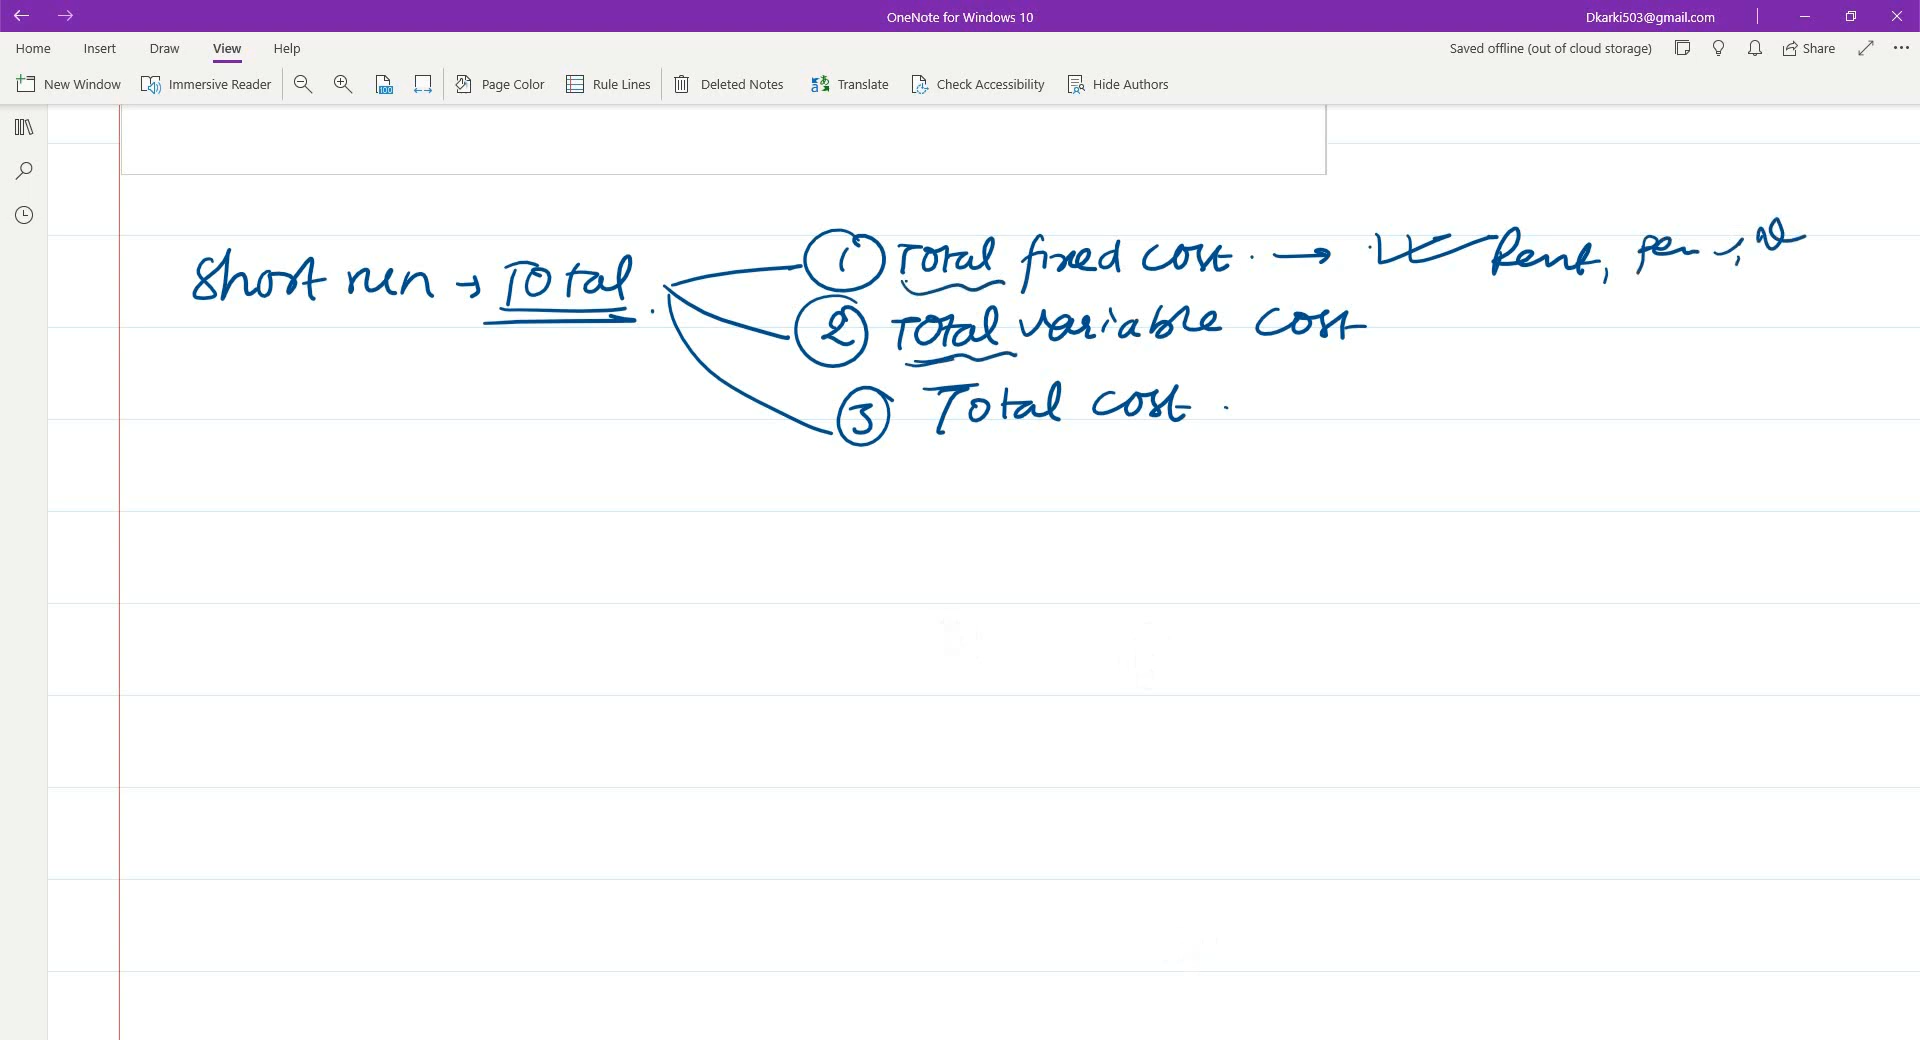 OneNote for Windows 10
Dkarki503@gmail.com
Home Insert Draw View Help
Saved offline (out of cloud storage) Share
New Window Immersive Reader Page Color Rule Lines Deleted Notes Translate Check Accessibility Hide Authors
Short run → Total
① Total fixed cost. → Rent,
② Total variable cost
③ Total cost.